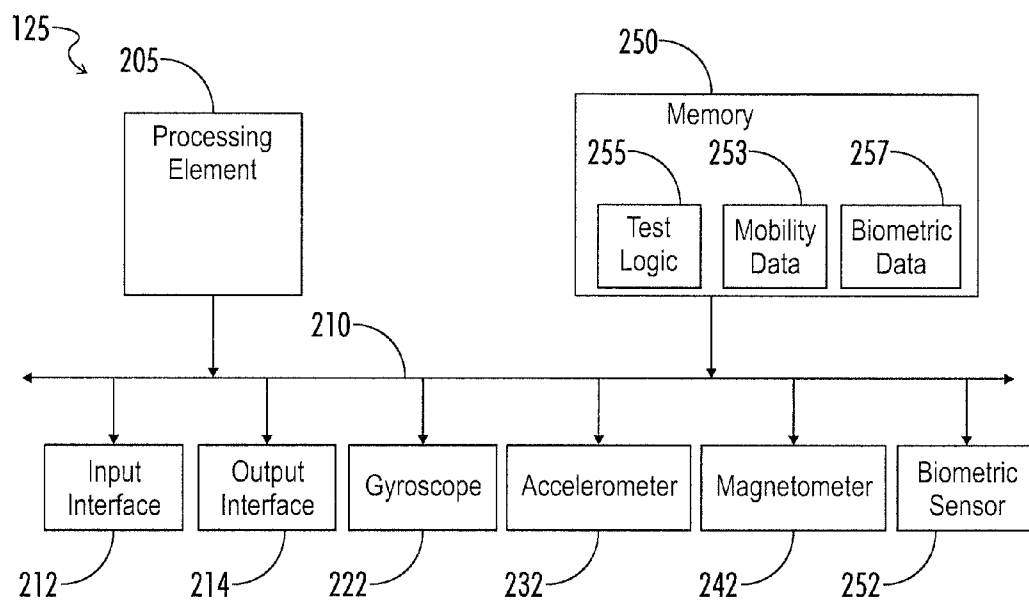 125
205
Processing
Element
250
Memory
255
253
257
Test
Logic
Mobility
Data
Biometric
Data
210
Input
Interface
Output
Interface
Gyroscope
Accelerometer
Magnetometer
Biometric
Sensor
212
214
222
232
242
252